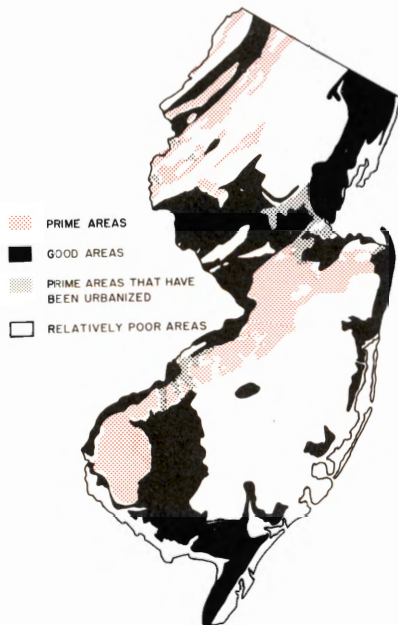 PRIME AREAS
GOOD AREAS
PRIME AREAS THAT HAVE
BEEN URBANIZED
RELATIVELY POOR AREAS